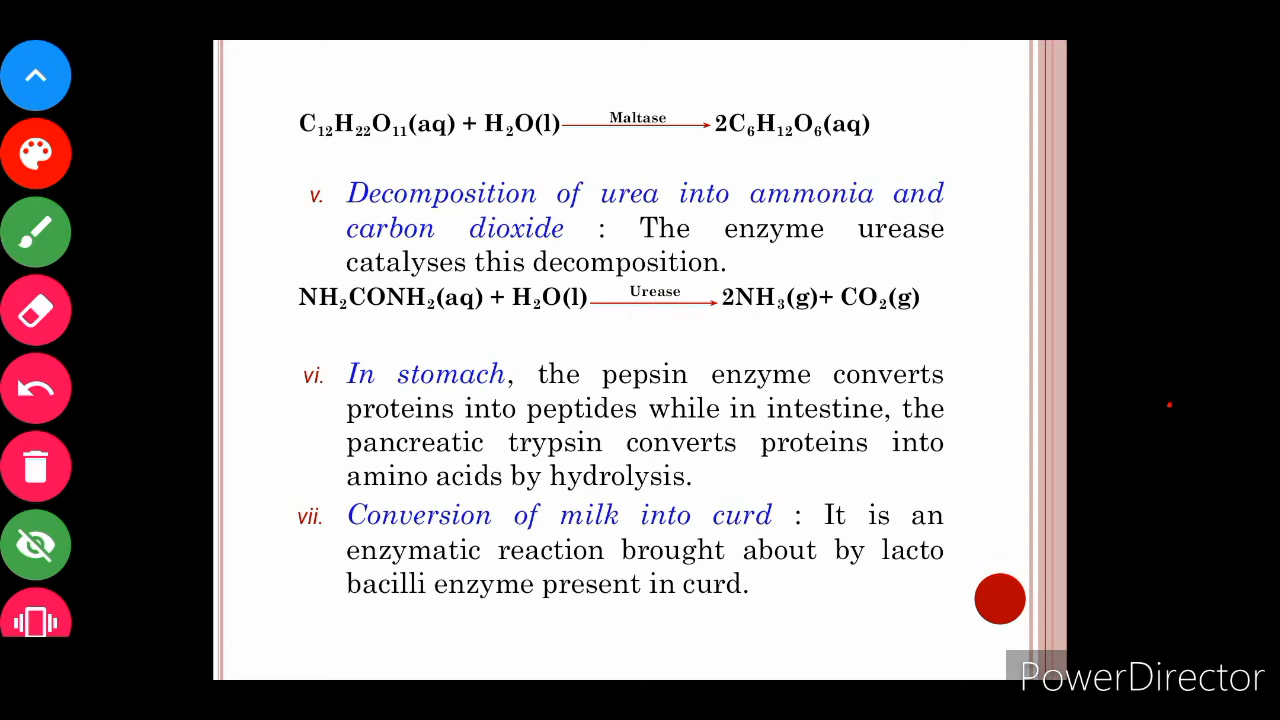 C₁₂H₂₂O₁₁(aq) + H₂O(l) Maltase 2C₆H₁₂O₆(aq)
v. Decomposition of urea into ammonia and
carbon dioxide : The enzyme urease
catalyses this decomposition.
NH₂CONH₂(aq) + H₂O(l) Urease 2NH₃(g)+ CO₂(g)
vi. In stomach, the pepsin enzyme converts
proteins into peptides while in intestine, the
pancreatic trypsin converts proteins into
amino acids by hydrolysis.
vii. Conversion of milk into curd : It is an
enzymatic reaction brought about by lacto
bacilli enzyme present in curd.
PowerDirector